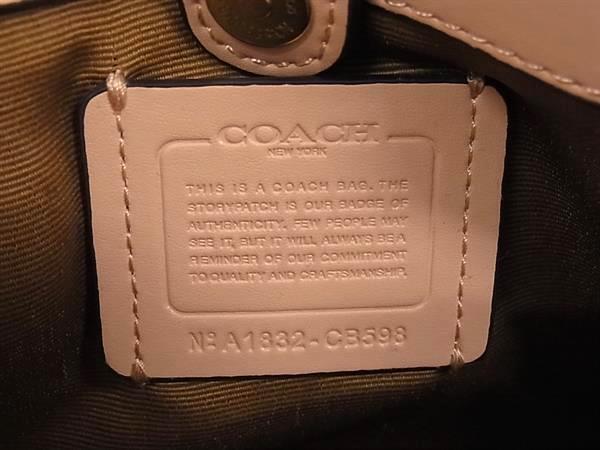 COACH
NEW YORK
THIS IS A COACH BAG. THE
STORYPATCH IS OUR BADGE OF
AUTHENTICITY. FEW PEOPLE MAY
SEE IT, BUT IT WILL ALWAYS BE A
REMINDER OF OUR COMMITMENT
TO QUALITY AND CRAFTSMANSHIP.
Nº A1832-CB598